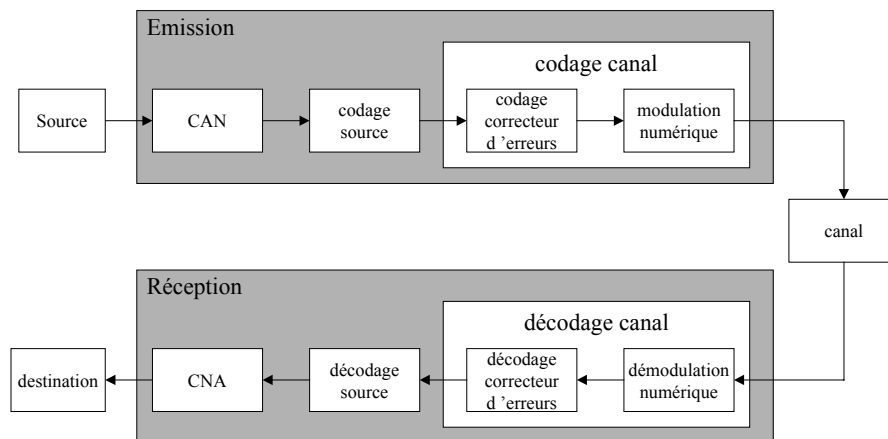 Emission
codage canal
Source
CAN
codage
source
codage
correcteur
d ’erreurs
modulation
numérique
canal
Réception
décodage canal
destination
CNA
décodage
source
décodage
correcteur
d ’erreurs
démodulation
numérique